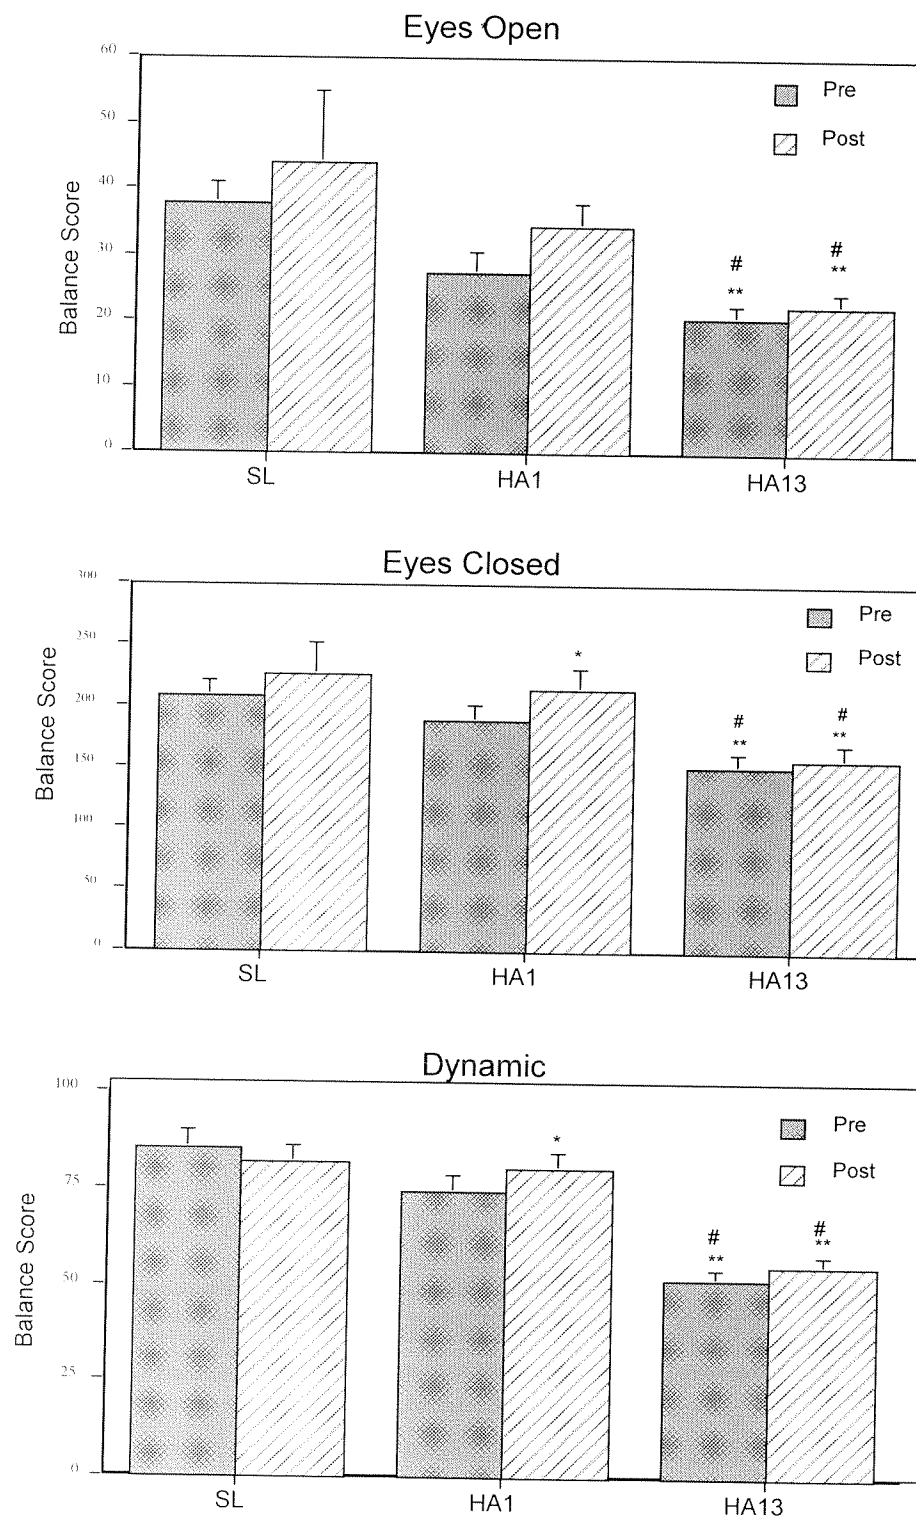 Eyes Open
60
50
40
30
20
10
0
Balance Score
Pre
Post
#
**
#
**
SL
HA1
HA13
Eyes Closed
300
250
200
150
100
50
0
Balance Score
Pre
Post
*
#
**
#
**
SL
HA1
HA13
Dynamic
100
75
50
25
0
Balance Score
Pre
Post
*
#
**
#
**
SL
HA1
HA13